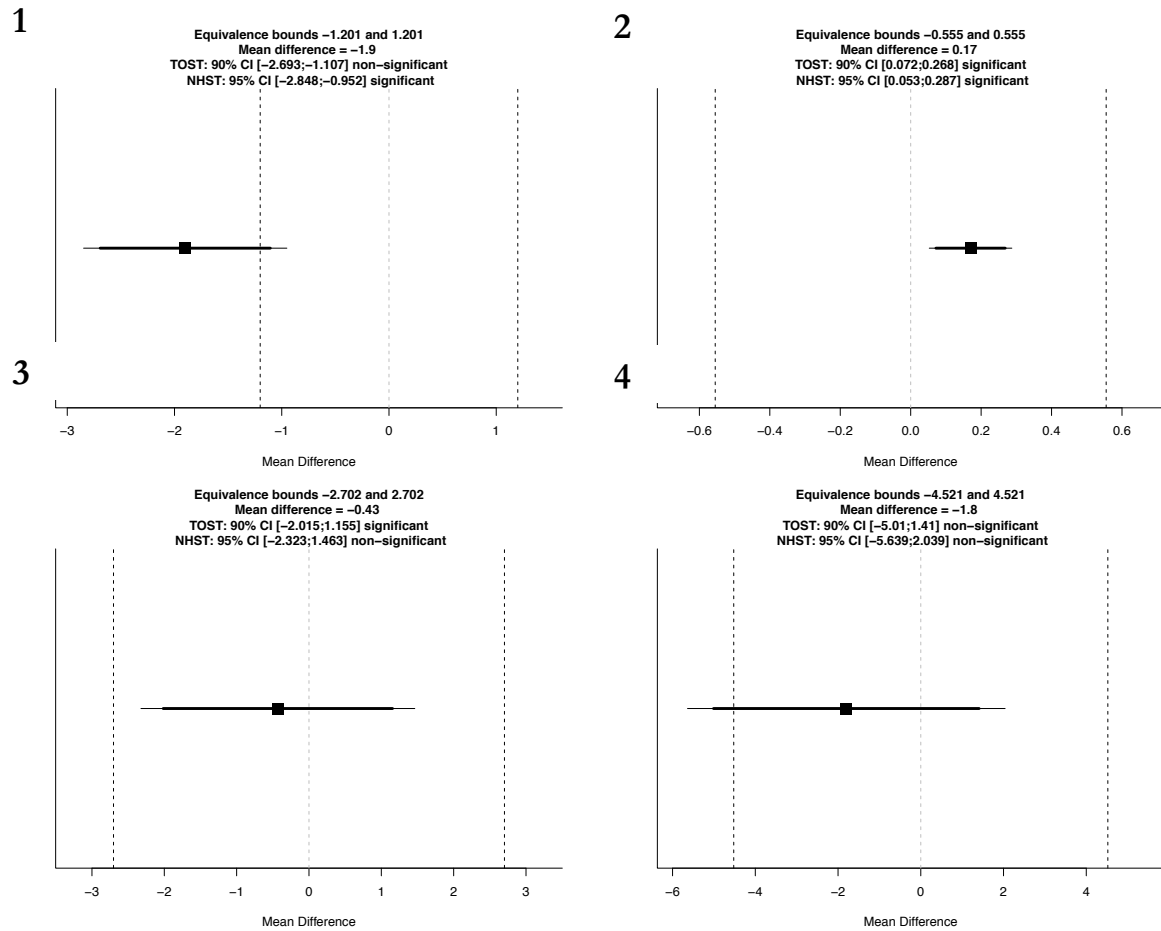 1
Equivalence bounds −1.201 and 1.201
Mean difference = −1.9
TOST: 90% CI [−2.693;−1.107] non−significant
NHST: 95% CI [−2.848;−0.952] significant
−3 −2 −1 0 1
Mean Difference
2
Equivalence bounds −0.555 and 0.555
Mean difference = 0.17
TOST: 90% CI [0.072;0.268] significant
NHST: 95% CI [0.053;0.287] significant
−0.6 −0.4 −0.2 0.0 0.2 0.4 0.6
Mean Difference
3
Equivalence bounds −2.702 and 2.702
Mean difference = −0.43
TOST: 90% CI [−2.015;1.155] significant
NHST: 95% CI [−2.323;1.463] non−significant
−3 −2 −1 0 1 2 3
Mean Difference
4
Equivalence bounds −4.521 and 4.521
Mean difference = −1.8
TOST: 90% CI [−5.01;1.41] non−significant
NHST: 95% CI [−5.639;2.039] non−significant
−6 −4 −2 0 2 4
Mean Difference